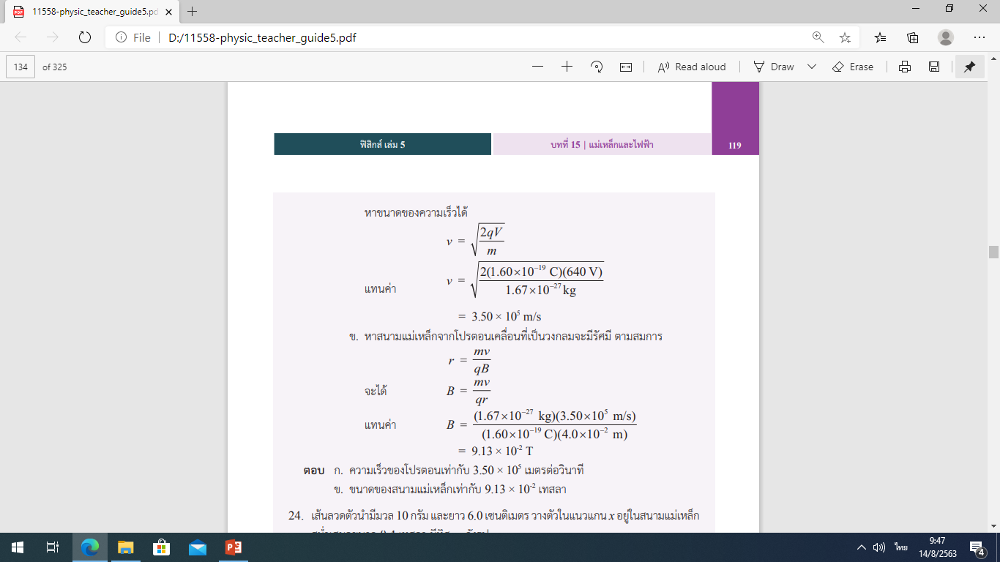 11558-physic_teacher_guide5.pd
File D:/11558-physic_teacher_guide5.pdf
134 of 325 Read aloud Draw Erase
ฟิสิกส์ เล่ม 5 บทที่ 15 | แม่เหล็กและไฟฟ้า 119
หาขนาดของความเร็วได้
v = √(2qV/m)
แทนค่า v = √(2(1.60×10⁻¹⁹ C)(640 V)/1.67×10⁻²⁷ kg)
= 3.50 × 10⁵ m/s
ข. หาสนามแม่เหล็กจากโปรตอนเคลื่อนที่เป็นวงกลมจะมีรัศมี ตามสมการ
r = mv/qB
จะได้ B = mv/qr
แทนค่า B = (1.67×10⁻²⁷ kg)(3.50×10⁵ m/s)/(1.60×10⁻¹⁹ C)(4.0×10⁻² m)
= 9.13 × 10⁻² T
ตอบ ก. ความเร็วของโปรตอนเท่ากับ 3.50 × 10⁵ เมตรต่อวินาที
ข. ขนาดของสนามแม่เหล็กเท่ากับ 9.13 × 10⁻² เทสลา
24. เส้นลวดตัวนำมีมวล 10 กรัม และยาว 6.0 เซนติเมตร วางตัวในแนวแกน x อยู่ในสนามแม่เหล็ก
ไทย 9:47
14/8/2563 4